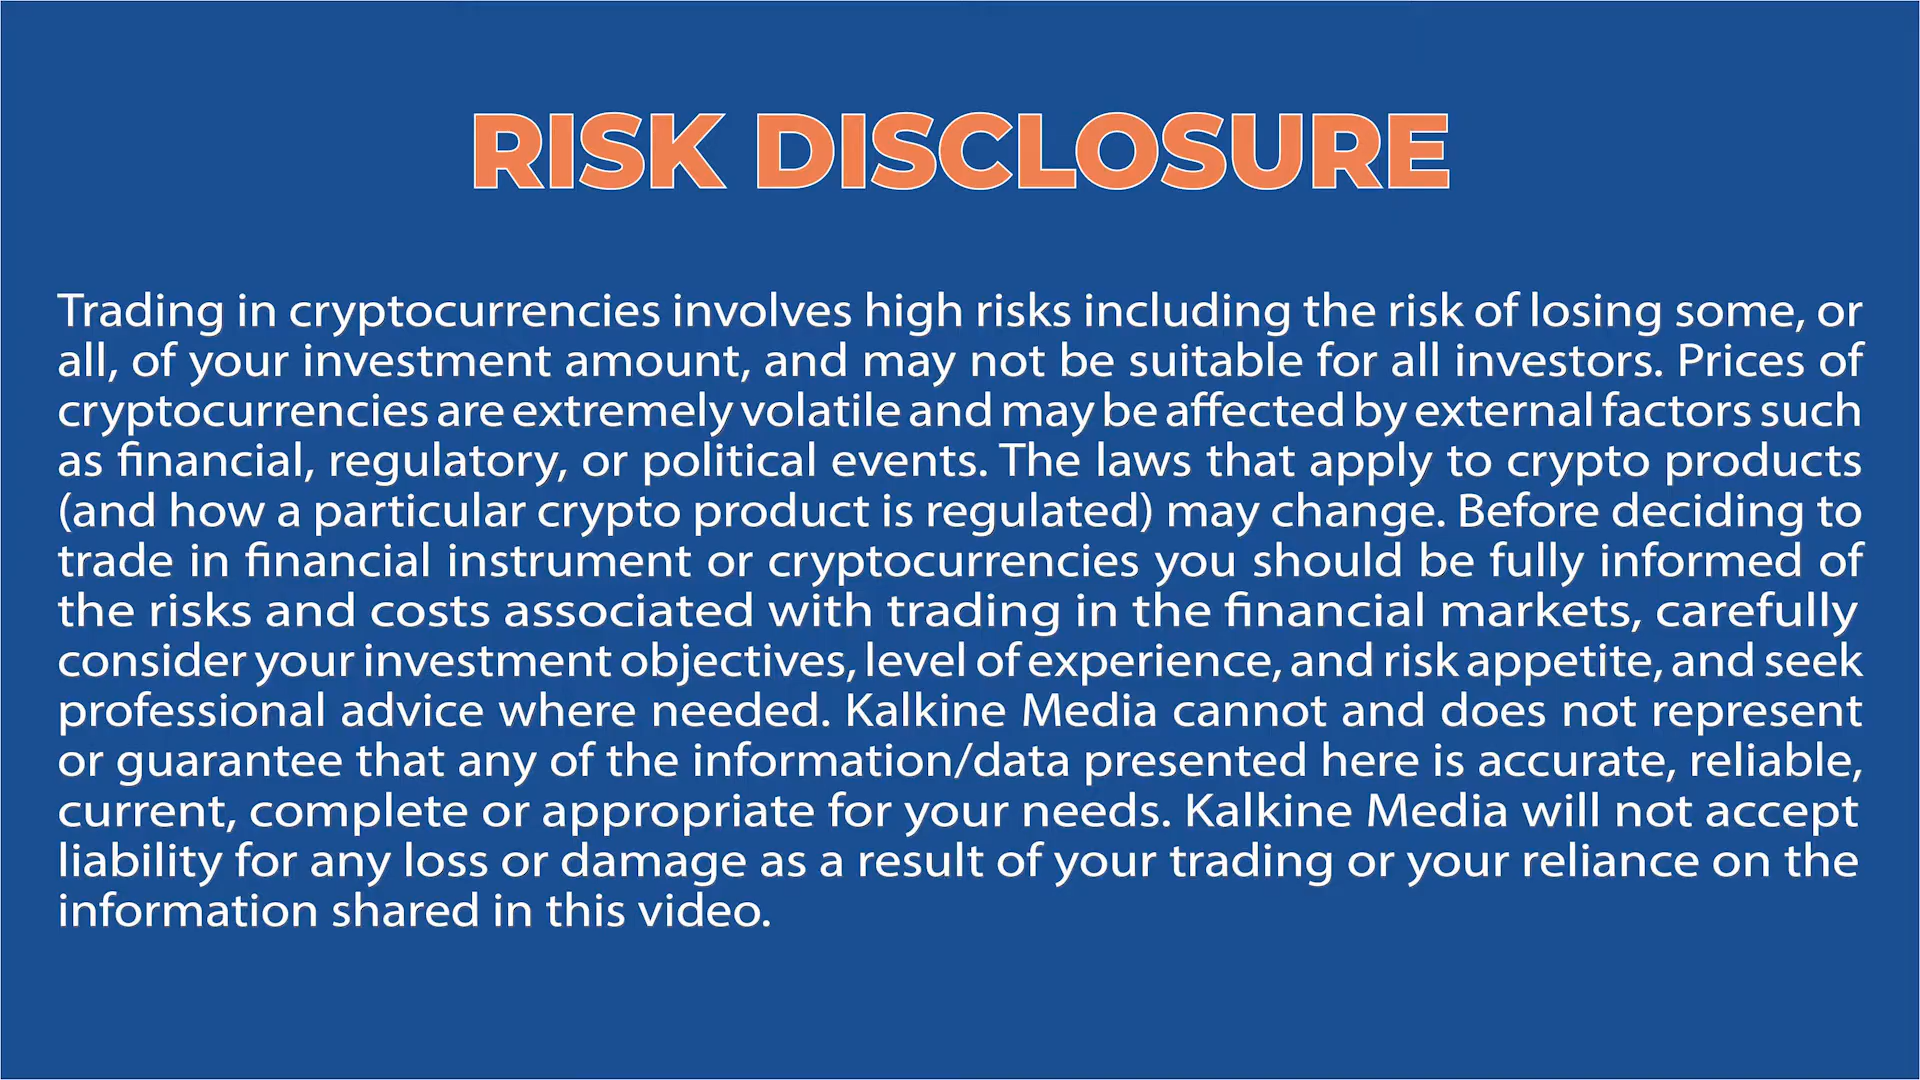 RISK DISCLOSURE
Trading in cryptocurrencies involves high risks including the risk of losing some, or
all, of your investment amount, and may not be suitable for all investors. Prices of
cryptocurrencies are extremely volatile and may be affected by external factors such
as financial, regulatory, or political events. The laws that apply to crypto products
(and how a particular crypto product is regulated) may change. Before deciding to
trade in financial instrument or cryptocurrencies you should be fully informed of
the risks and costs associated with trading in the financial markets, carefully
consider your investment objectives, level of experience, and risk appetite, and seek
professional advice where needed. Kalkine Media cannot and does not represent
or guarantee that any of the information/data presented here is accurate, reliable,
current, complete or appropriate for your needs. Kalkine Media will not accept
liability for any loss or damage as a result of your trading or your reliance on the
information shared in this video.